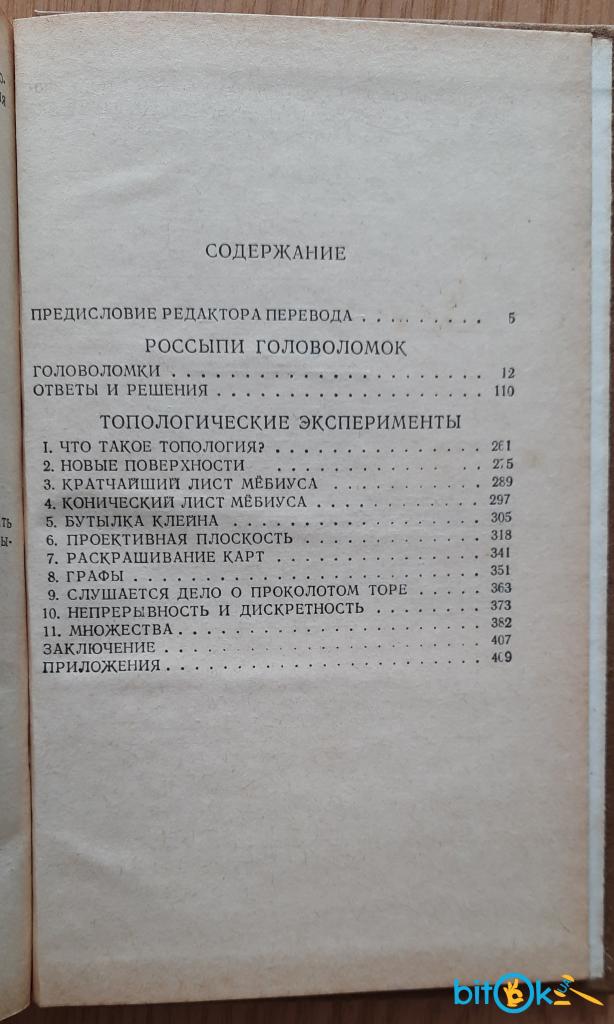 СОДЕРЖАНИЕ
ПРЕДИСЛОВИЕ РЕДАКТОРА ПЕРЕВОДА . . . . . . . . . 5
РОССЫПИ ГОЛОВОЛОМОК
ГОЛОВОЛОМКИ . . . . . . . . . . . . . . . . . . . . 12
ОТВЕТЫ И РЕШЕНИЯ . . . . . . . . . . . . . . . . . 110
ТОПОЛОГИЧЕСКИЕ ЭКСПЕРИМЕНТЫ
1. ЧТО ТАКОЕ ТОПОЛОГИЯ? . . . . . . . . . . . . . 261
2. НОВЫЕ ПОВЕРХНОСТИ . . . . . . . . . . . . . 275
3. КРАТЧАЙШИЙ ЛИСТ МЁБИУСА . . . . . . . . . . 289
4. КОНИЧЕСКИЙ ЛИСТ МЁБИУСА . . . . . . . . . . . 297
5. БУТЫЛКА КЛЕЙНА . . . . . . . . . . . . . . . . 305
6. ПРОЕКТИВНАЯ ПЛОСКОСТЬ . . . . . . . . . . . . 318
7. РАСКРАШИВАНИЕ КАРТ . . . . . . . . . . . . . . 341
8. ГРАФЫ . . . . . . . . . . . . . . . . . . . . . 351
9. СЛУШАЕТСЯ ДЕЛО О ПРОКОЛОТОМ ТОРЕ . . . . . 363
10. НЕПРЕРЫВНОСТЬ И ДИСКРЕТНОСТЬ . . . . . . . . 373
11. МНОЖЕСТВА . . . . . . . . . . . . . . . . . . . 382
ЗАКЛЮЧЕНИЕ . . . . . . . . . . . . . . . . . . . . 407
ПРИЛОЖЕНИЯ . . . . . . . . . . . . . . . . . . . . 409
bitOk UA